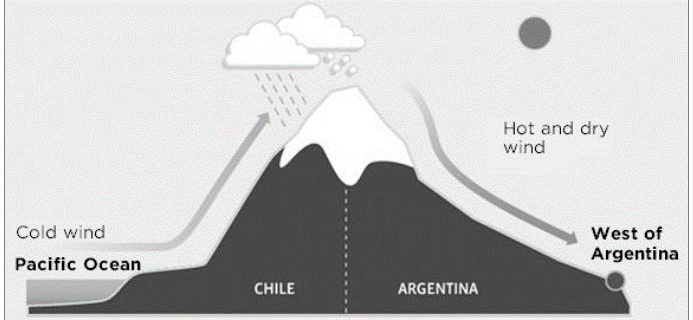 Hot and dry
wind
Cold wind
Pacific Ocean
West of
Argentina
CHILE
ARGENTINA